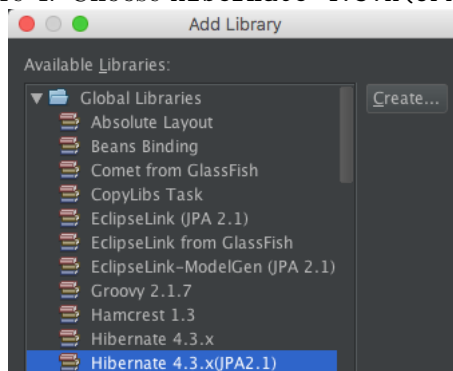 Add Library
Available Libraries:
Global Libraries
Create...
Absolute Layout
Beans Binding
Comet from GlassFish
CopyLibs Task
EclipseLink (JPA 2.1)
EclipseLink from GlassFish
EclipseLink-ModelGen (JPA 2.1)
Groovy 2.1.7
Hamcrest 1.3
Hibernate 4.3.x
Hibernate 4.3.x(JPA2.1)